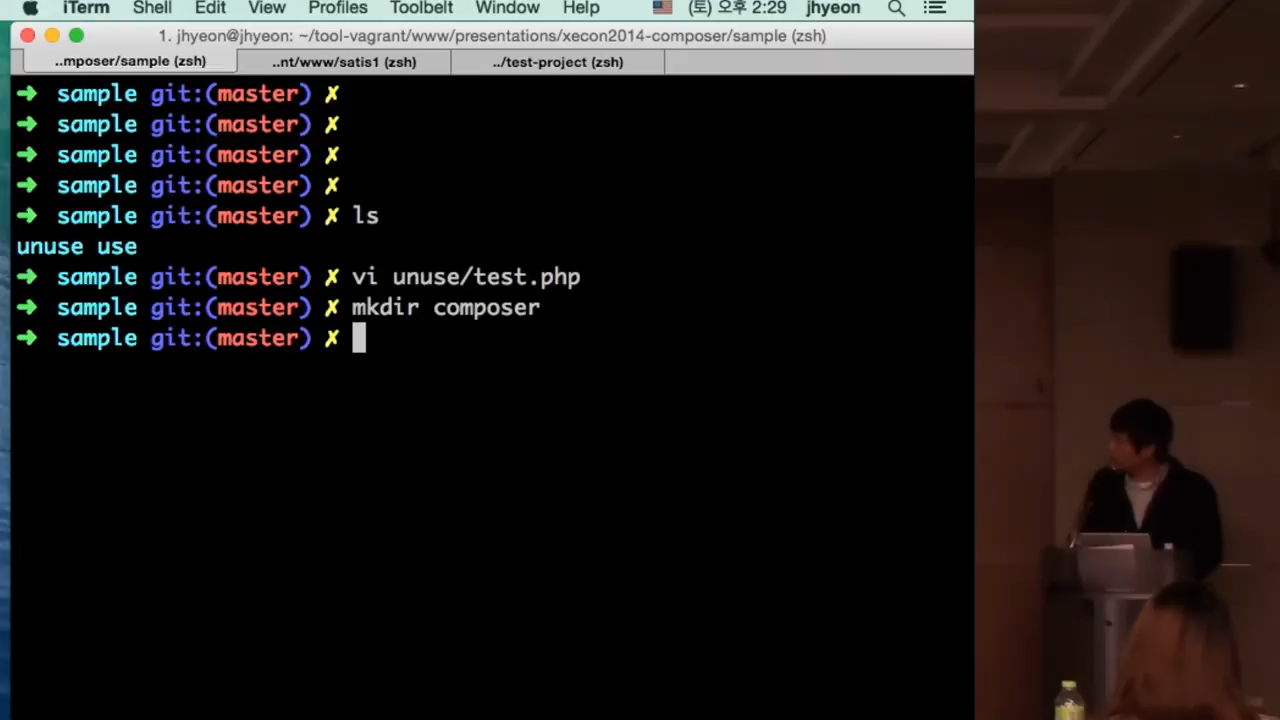 iTerm Shell Edit View Profiles Toolbelt Window Help (토) 오후 2:29 jhyeon
1. jhyeon@jhyeon: ~/tool-vagrant/www/presentations/xecon2014-composer/sample (zsh)
..mposer/sample (zsh) ..nt/www/satis1 (zsh) ../test-project (zsh)
➜ sample git:(master) ✗
➜ sample git:(master) ✗
➜ sample git:(master) ✗
➜ sample git:(master) ✗
➜ sample git:(master) ✗ ls
unuse use
➜ sample git:(master) ✗ vi unuse/test.php
➜ sample git:(master) ✗ mkdir composer
➜ sample git:(master) ✗